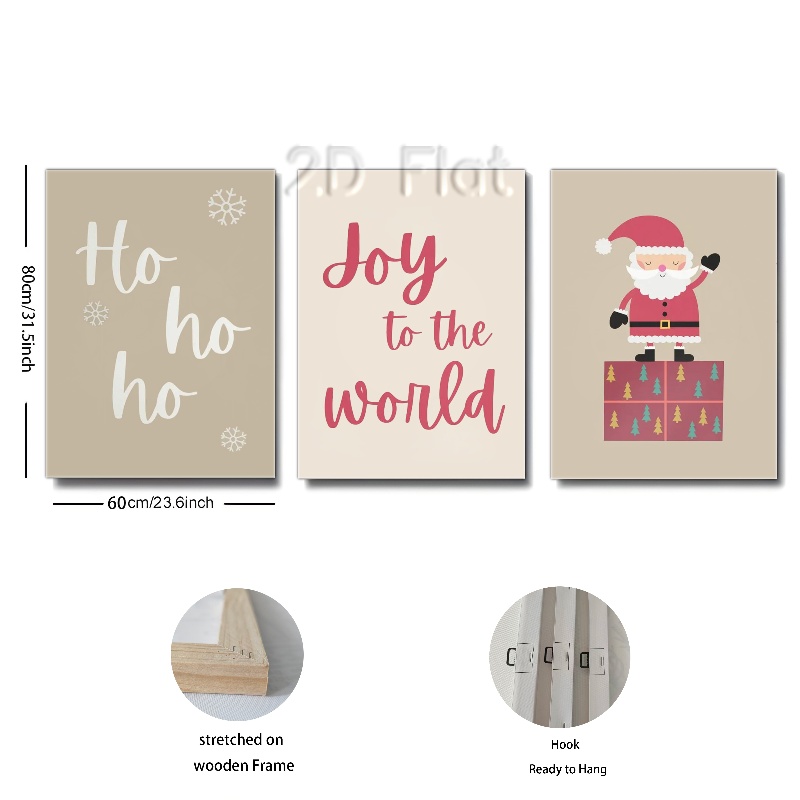 2D Flat
80cm/31.5inch
Ho
ho
ho
Joy
to the
world
60cm/23.6inch
stretched on
wooden Frame
Hook
Ready to Hang